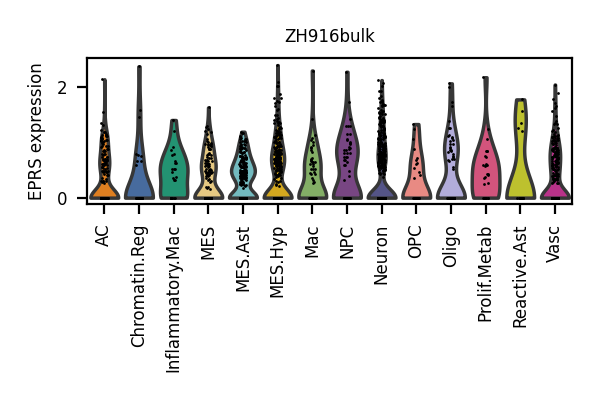 ZH916bulk
EPRS expression
2
0
AC
Chromatin.Reg
Inflammatory.Mac
MES
MES.Ast
MES.Hyp
Mac
NPC
Neuron
OPC
Oligo
Prolif.Metab
Reactive.Ast
Vasc